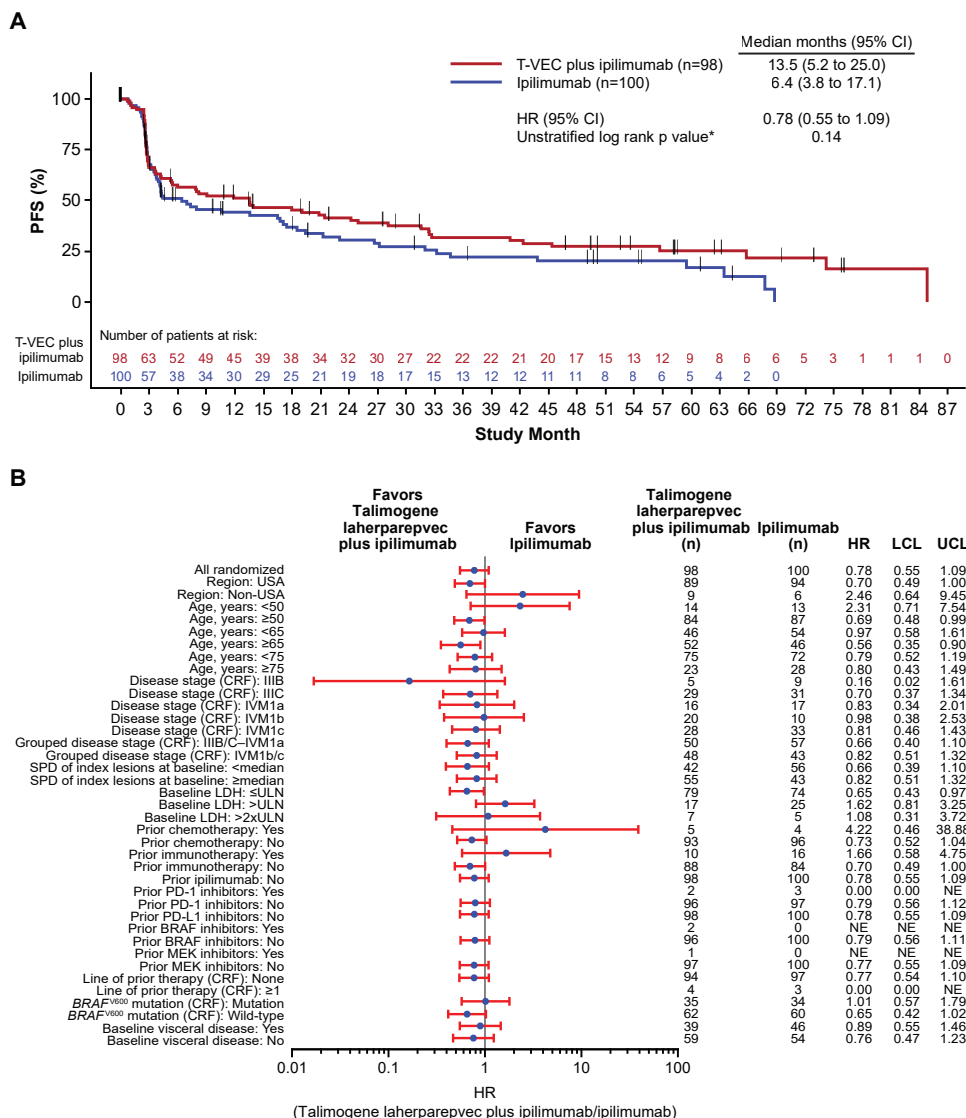 A
Median months (95% CI)
T-VEC plus ipilimumab (n=98) 13.5 (5.2 to 25.0)
Ipilimumab (n=100) 6.4 (3.8 to 17.1)
HR (95% CI) 0.78 (0.55 to 1.09)
Unstratified log rank p value* 0.14
PFS (%)
100
75
50
25
0
Number of patients at risk:
T-VEC plus
ipilimumab 98 63 52 49 45 39 38 34 32 30 27 22 22 22 21 20 17 15 13 12 9 8 6 6 5 3 1 1 1 0
Ipilimumab 100 57 38 34 30 29 25 21 19 18 17 15 13 12 12 11 11 8 8 6 5 4 2 0
0 3 6 9 12 15 18 21 24 27 30 33 36 39 42 45 48 51 54 57 60 63 66 69 72 75 78 81 84 87
Study Month
B
Favors
Talimogene
laherparepvec
plus ipilimumab
Favors
Ipilimumab
Talimogene
laherparepvec
plus ipilimumab
(n)
Ipilimumab
(n)
HR LCL UCL
All randomized 98 100 0.78 0.55 1.09
Region: USA 89 94 0.70 0.49 1.00
Region: Non-USA 9 6 2.46 0.64 9.45
Age, years: <50 14 13 2.31 0.71 7.54
Age, years: ≥50 84 87 0.69 0.48 0.99
Age, years: <65 46 54 0.97 0.58 1.61
Age, years: ≥65 52 46 0.56 0.35 0.90
Age, years: <75 75 72 0.79 0.52 1.19
Age, years: ≥75 23 28 0.80 0.43 1.49
Disease stage (CRF): IIIB 5 9 0.16 0.02 1.61
Disease stage (CRF): IIIC 29 31 0.70 0.37 1.34
Disease stage (CRF): IVM1a 16 17 0.83 0.34 2.01
Disease stage (CRF): IVM1b 20 10 0.98 0.38 2.53
Disease stage (CRF): IVM1c 28 33 0.81 0.46 1.43
Grouped disease stage (CRF): IIIB/C–IVM1a 50 57 0.66 0.40 1.10
Grouped disease stage (CRF): IVM1b/c 48 43 0.82 0.51 1.32
SPD of index lesions at baseline: <median 42 56 0.66 0.39 1.10
SPD of index lesions at baseline: ≥median 55 43 0.82 0.51 1.32
Baseline LDH: ≤ULN 79 74 0.65 0.43 0.97
Baseline LDH: >ULN 17 25 1.62 0.81 3.25
Baseline LDH: >2xULN 7 5 1.08 0.31 3.72
Prior chemotherapy: Yes 5 4 4.22 0.46 38.88
Prior chemotherapy: No 93 96 0.73 0.52 1.04
Prior immunotherapy: Yes 10 16 1.66 0.58 4.75
Prior immunotherapy: No 88 84 0.70 0.49 1.00
Prior ipilimumab: No 98 100 0.78 0.55 1.09
Prior PD-1 inhibitors: Yes 2 3 0.00 0.00 NE
Prior PD-1 inhibitors: No 96 97 0.79 0.56 1.12
Prior PD-L1 inhibitors: No 98 100 0.78 0.55 1.09
Prior BRAF inhibitors: Yes 2 0 NE NE NE
Prior BRAF inhibitors: No 96 100 0.79 0.56 1.11
Prior MEK inhibitors: Yes 1 0 NE NE NE
Prior MEK inhibitors: No 97 100 0.77 0.55 1.09
Line of prior therapy (CRF): None 94 97 0.77 0.54 1.10
Line of prior therapy (CRF): ≥1 4 3 0.00 0.00 NE
BRAFV600 mutation (CRF): Mutation 35 34 1.01 0.57 1.79
BRAFV600 mutation (CRF): Wild-type 62 60 0.65 0.42 1.02
Baseline visceral disease: Yes 39 46 0.89 0.55 1.46
Baseline visceral disease: No 59 54 0.76 0.47 1.23
0.01 0.1 1 10 100
HR
(Talimogene laherparepvec plus ipilimumab/ipilimumab)